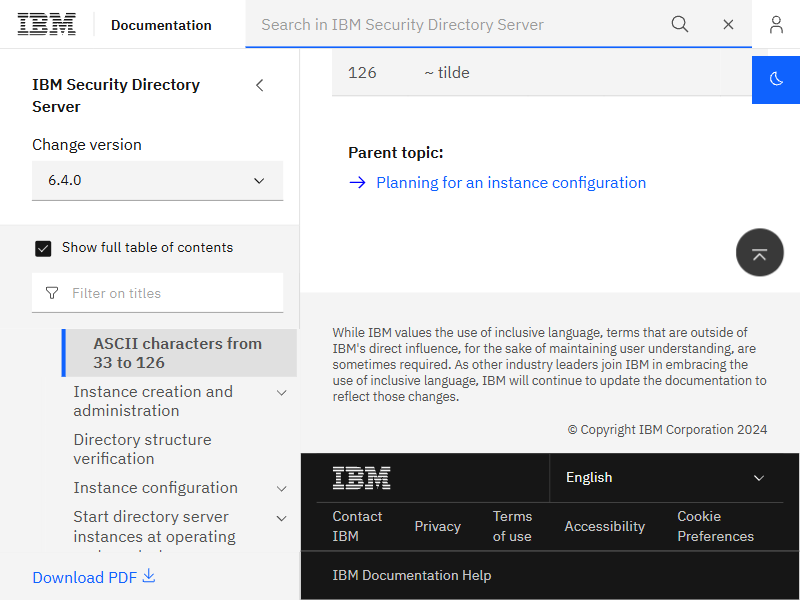 IBM
Documentation
Search in IBM Security Directory Server
IBM Security Directory
Server
Change version
6.4.0
Show full table of contents
Filter on titles
ASCII characters from
33 to 126
Instance creation and
administration
Directory structure
verification
Instance configuration
Start directory server
instances at operating
Download PDF
126 ~ tilde
Parent topic:
Planning for an instance configuration
While IBM values the use of inclusive language, terms that are outside of
IBM's direct influence, for the sake of maintaining user understanding, are
sometimes required. As other industry leaders join IBM in embracing the
use of inclusive language, IBM will continue to update the documentation to
reflect those changes.
© Copyright IBM Corporation 2024
IBM
English
Contact
IBM
Privacy
Terms
of use
Accessibility
Cookie
Preferences
IBM Documentation Help